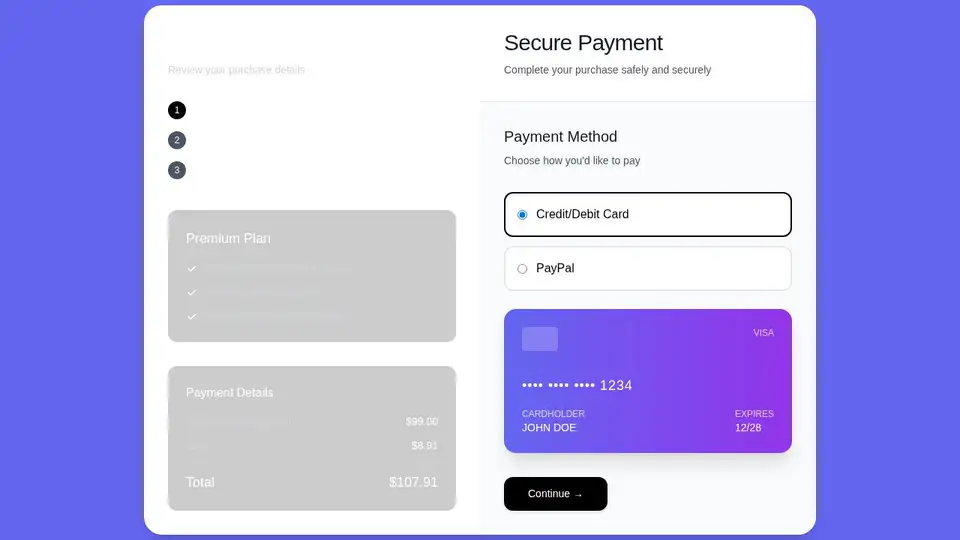 Review your purchase details
1
2
3
Premium Plan
Payment Details
$99.00
$8.91
Total $107.91
Secure Payment
Complete your purchase safely and securely
Payment Method
Choose how you'd like to pay
Credit/Debit Card
PayPal
VISA
•••• •••• •••• 1234
CARDHOLDER EXPIRES
JOHN DOE 12/28
Continue →